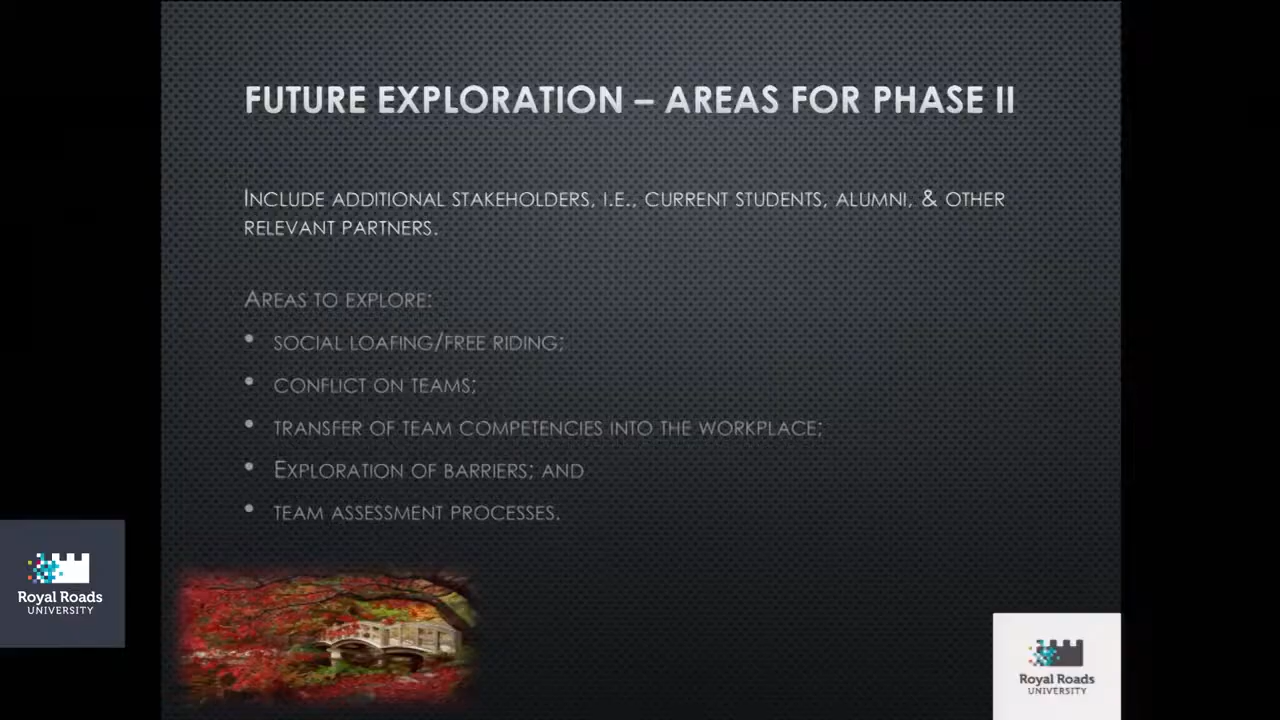 FUTURE EXPLORATION – AREAS FOR PHASE II
INCLUDE ADDITIONAL STAKEHOLDERS, I.E., CURRENT STUDENTS, ALUMNI, & OTHER
RELEVANT PARTNERS.
AREAS TO EXPLORE:
• SOCIAL LOAFING/FREE RIDING;
• CONFLICT ON TEAMS;
• TRANSFER OF TEAM COMPETENCIES INTO THE WORKPLACE;
• EXPLORATION OF BARRIERS; AND
• TEAM ASSESSMENT PROCESSES.
Royal Roads
UNIVERSITY
Royal Roads
UNIVERSITY